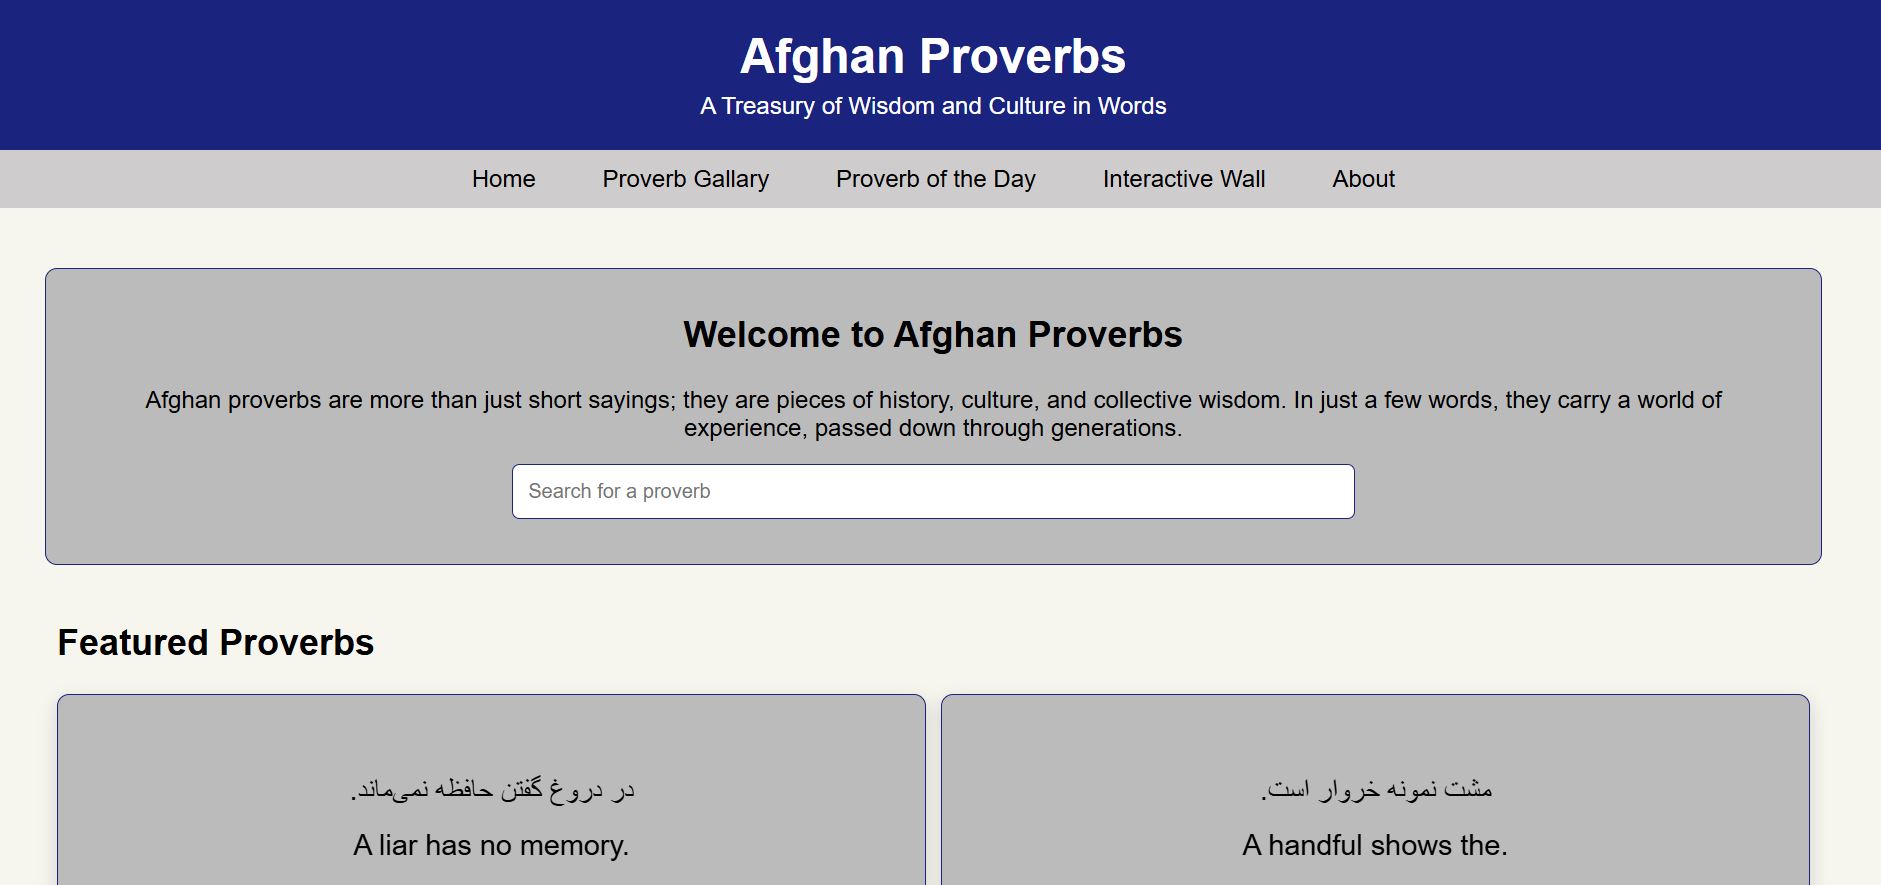 Afghan Proverbs
A Treasury of Wisdom and Culture in Words
Home Proverb Gallary Proverb of the Day Interactive Wall About
Welcome to Afghan Proverbs
Afghan proverbs are more than just short sayings; they are pieces of history, culture, and collective wisdom. In just a few words, they carry a world of
experience, passed down through generations.
Search for a proverb
Featured Proverbs
در دروغ گفتن حافظه نمی‌ماند.
A liar has no memory.
مشت نمونه خروار است.
A handful shows the.